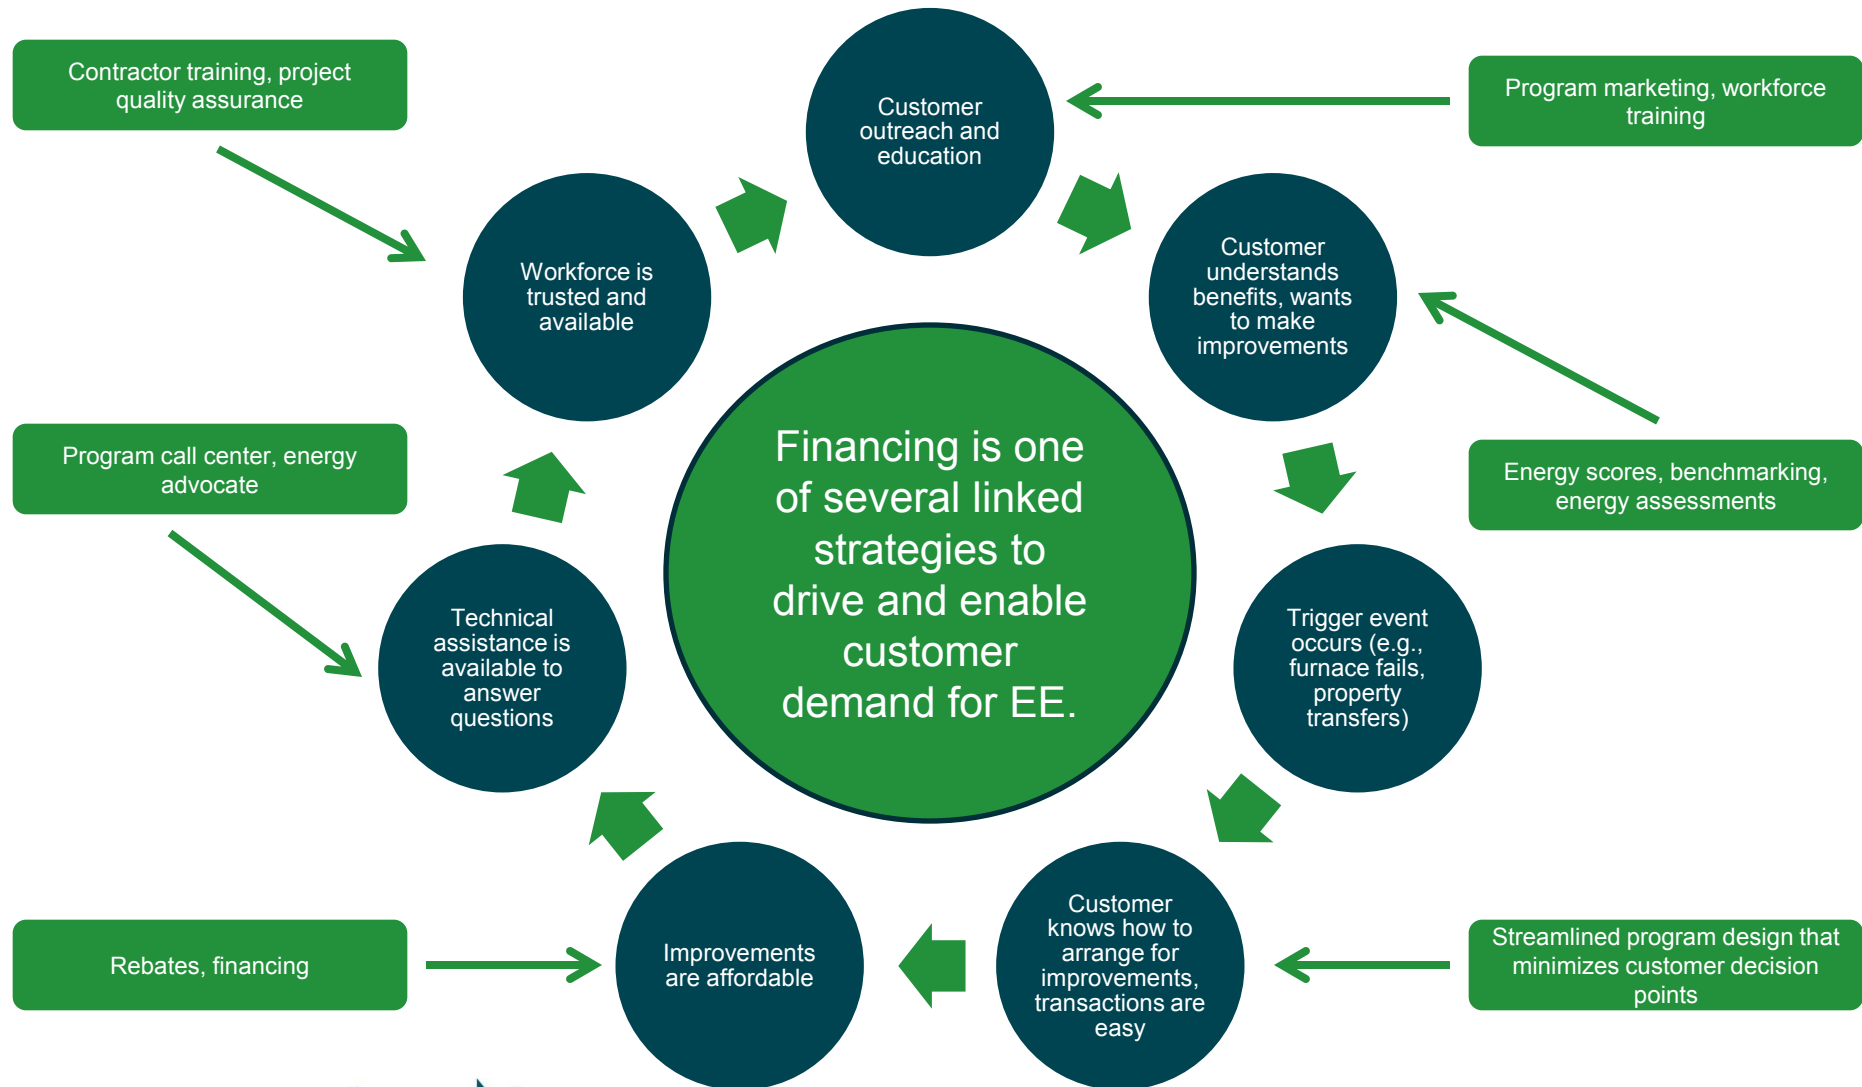 Contractor training, project
quality assurance
Customer
outreach and
education
Program marketing, workforce
training
Workforce is
trusted and
available
Customer
understands
benefits, wants
to make
improvements
Financing is one
of several linked
strategies to
drive and enable
customer
demand for EE.
Program call center, energy
advocate
Energy scores, benchmarking,
energy assessments
Technical
assistance is
available to
answer
questions
Trigger event
occurs (e.g.,
furnace fails,
property
transfers)
Rebates, financing
Improvements
are affordable
Customer
knows how to
arrange for
improvements,
transactions are
easy
Streamlined program design that
minimizes customer decision
points